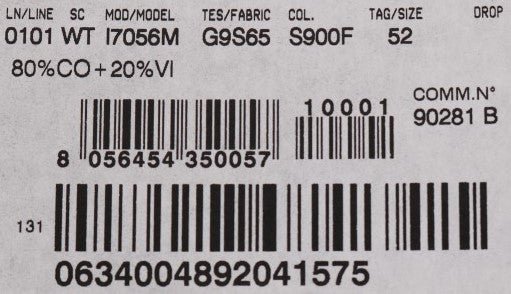 LN/LINE SC MOD/MODEL TES/FABRIC COL. TAG/SIZE DROP
0101 WT I7056M G9S65 S900F 52
80%CO+20%VI
10001
COMM.N°
90281 B
8 056454 350057
131
0634004892041575